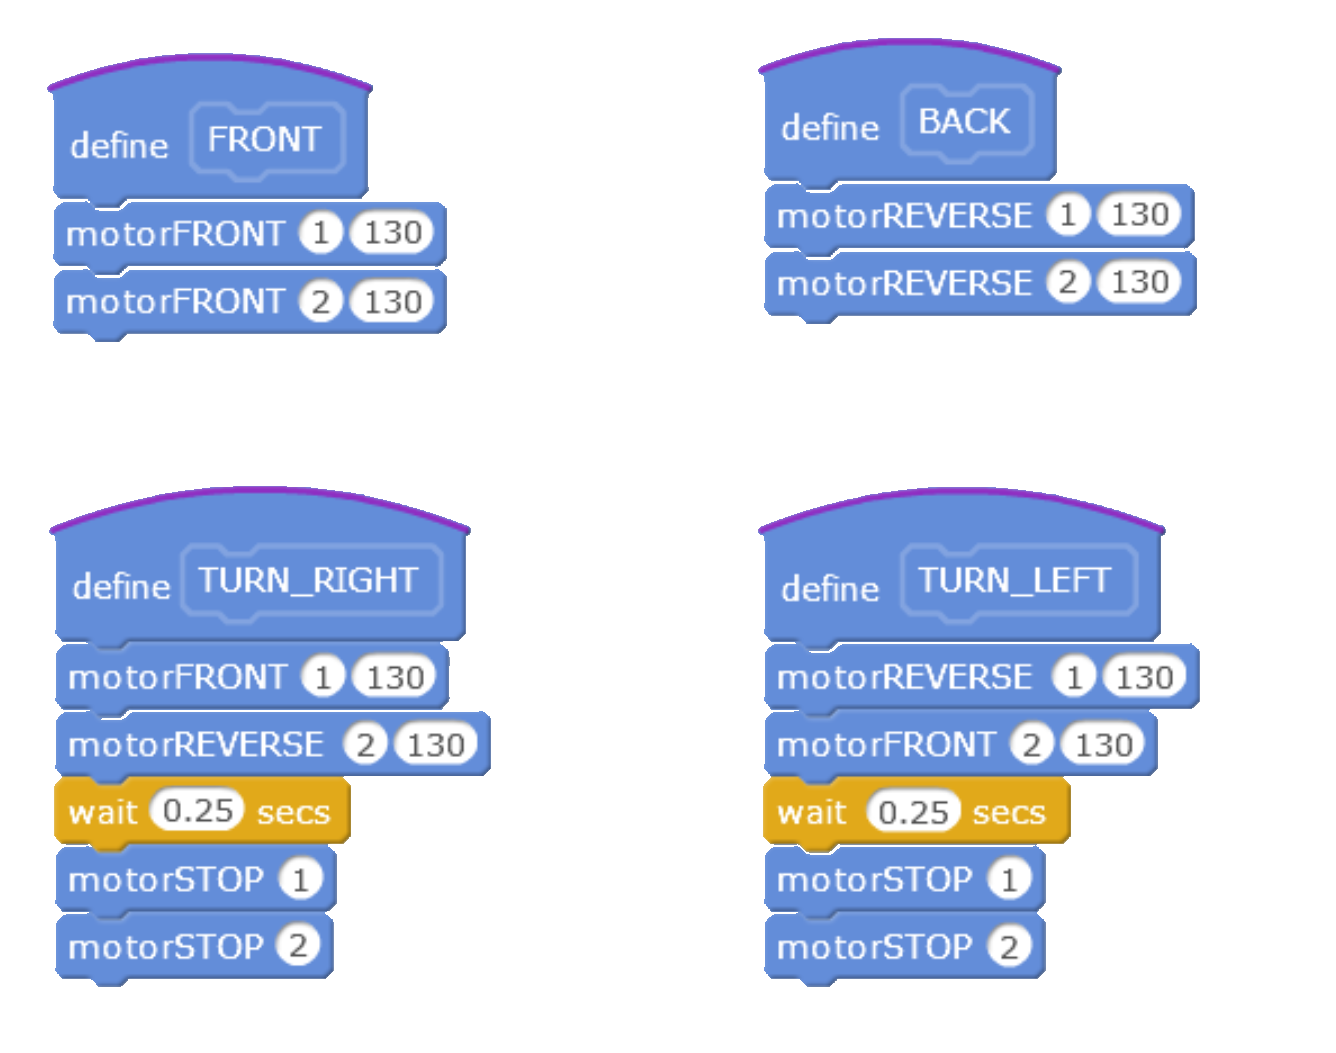 define FRONT
motorFRONT 1 130
motorFRONT 2 130
define BACK
motorREVERSE 1 130
motorREVERSE 2 130
define TURN_RIGHT
motorFRONT 1 130
motorREVERSE 2 130
wait 0.25 secs
motorSTOP 1
motorSTOP 2
define TURN_LEFT
motorREVERSE 1 130
motorFRONT 2 130
wait 0.25 secs
motorSTOP 1
motorSTOP 2